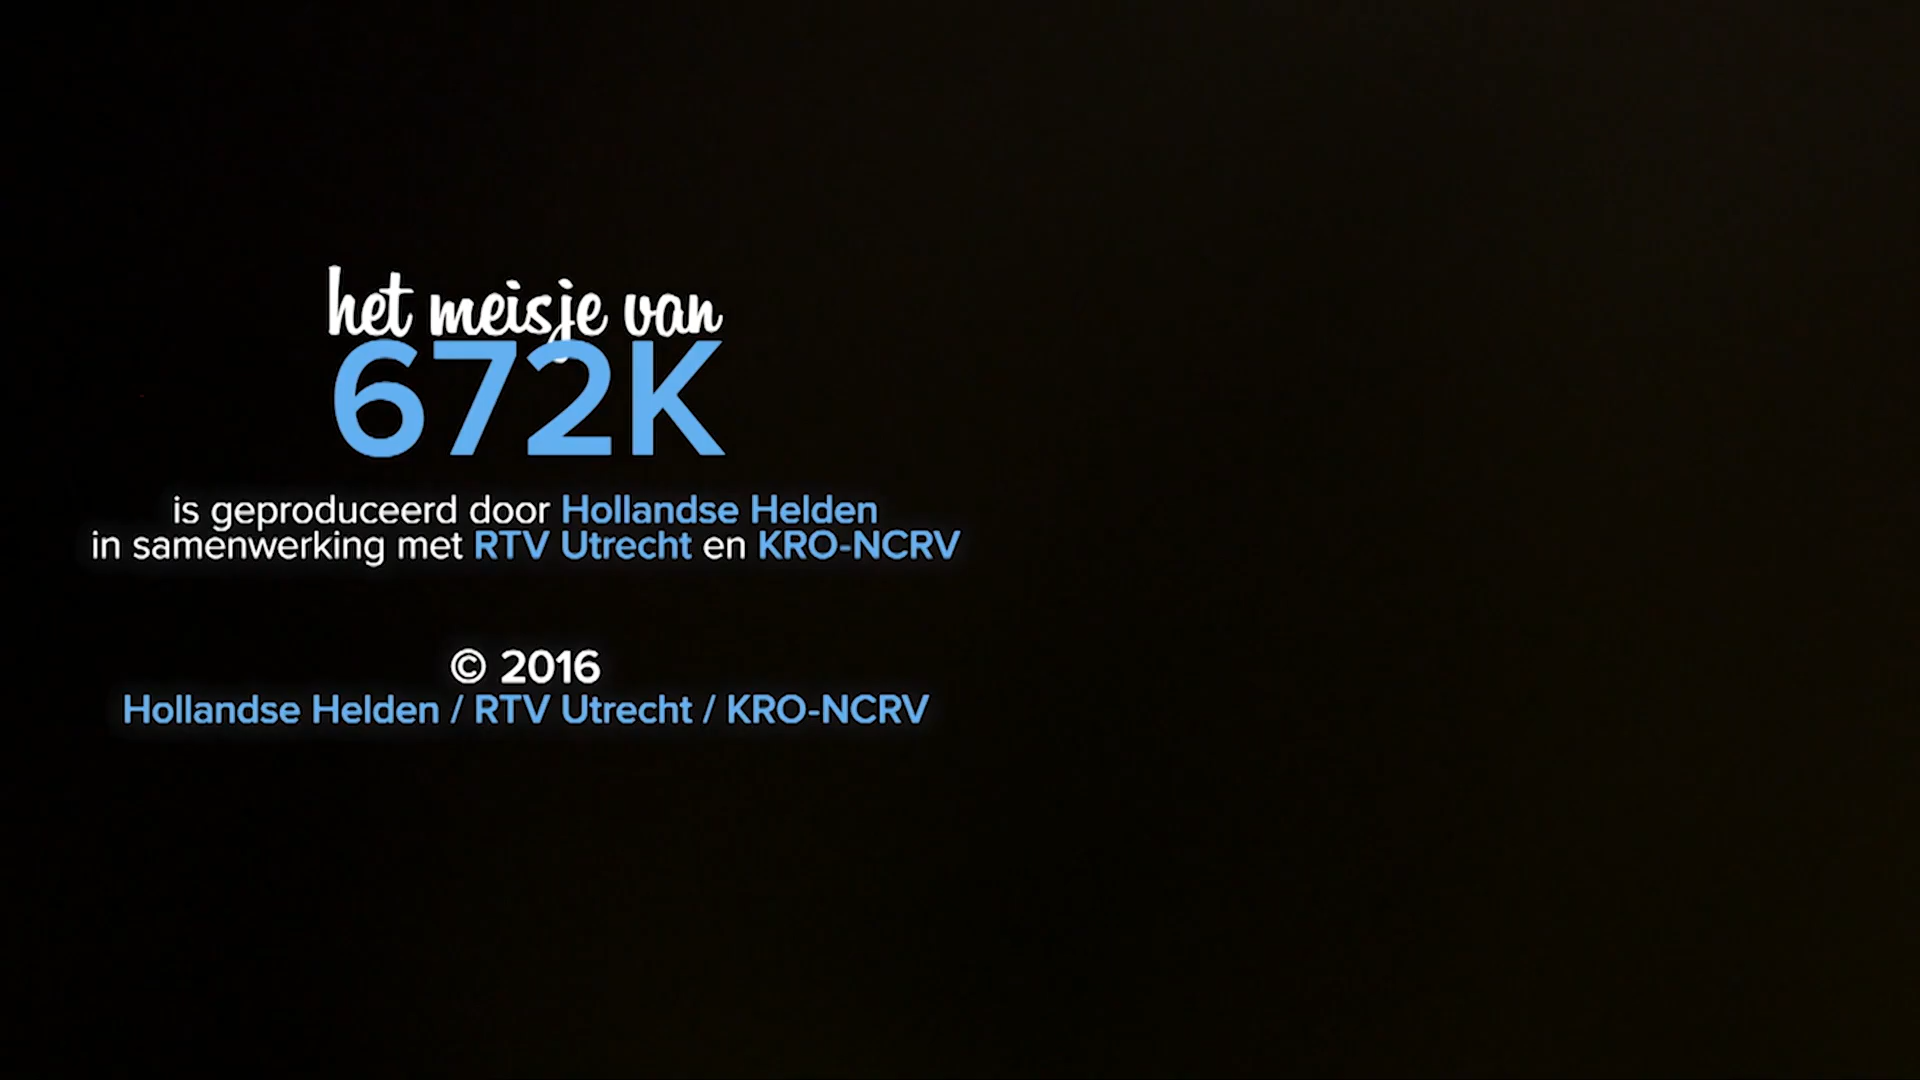 het meisje van
672K
is geproduceerd door Hollandse Helden
in samenwerking met RTV Utrecht en KRO-NCRV
© 2016
Hollandse Helden / RTV Utrecht / KRO-NCRV